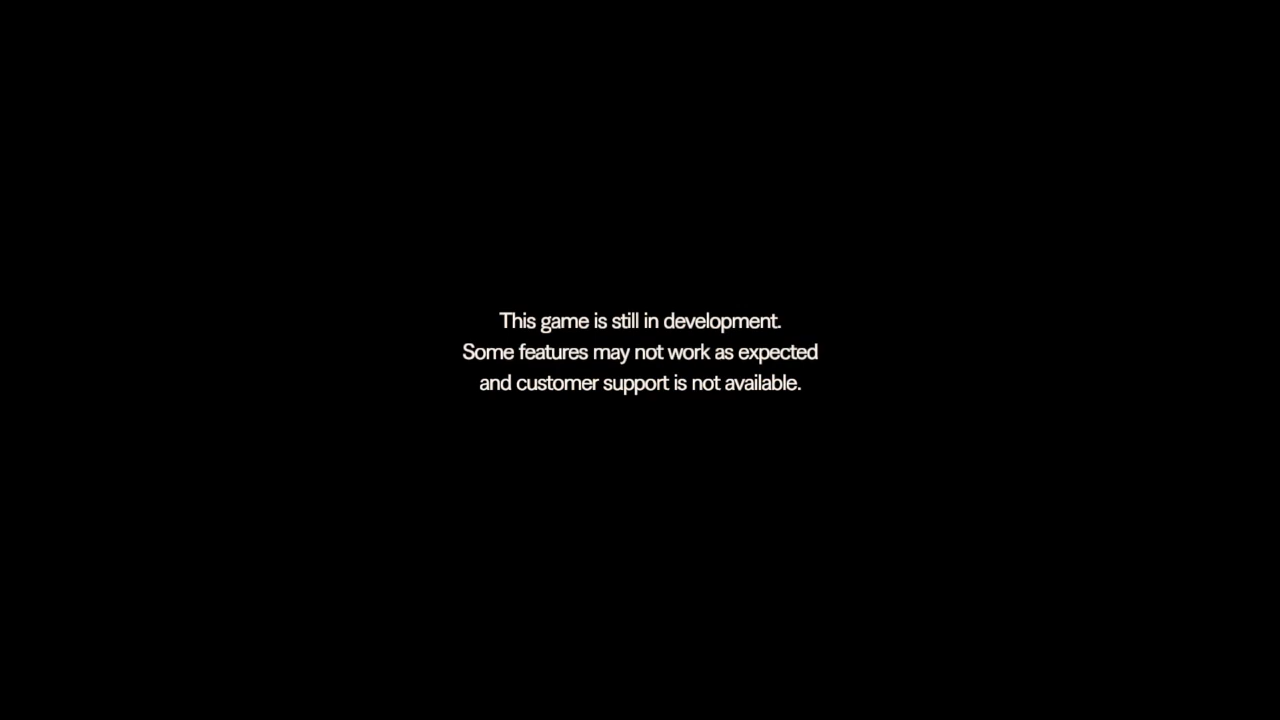 This game is still in development.
Some features may not work as expected
and customer support is not available.